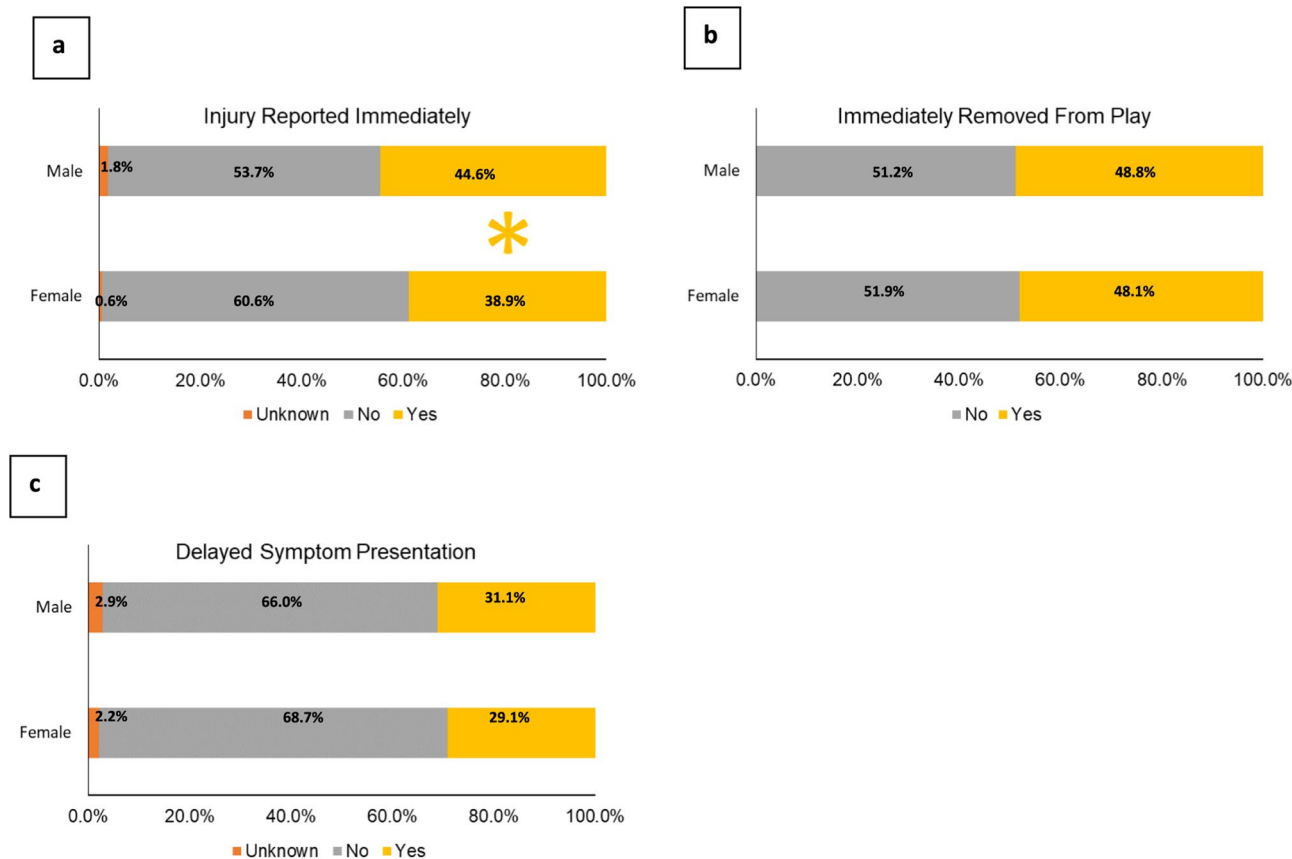 a
Injury Reported Immediately
Male 1.8% 53.7% 44.6%
*
Female 0.6% 60.6% 38.9%
0.0% 20.0% 40.0% 60.0% 80.0% 100.0%
Unknown No Yes
b
Immediately Removed From Play
Male 51.2% 48.8%
Female 51.9% 48.1%
0.0% 20.0% 40.0% 60.0% 80.0% 100.0%
No Yes
c
Delayed Symptom Presentation
Male 2.9% 66.0% 31.1%
Female 2.2% 68.7% 29.1%
0.0% 20.0% 40.0% 60.0% 80.0% 100.0%
Unknown No Yes